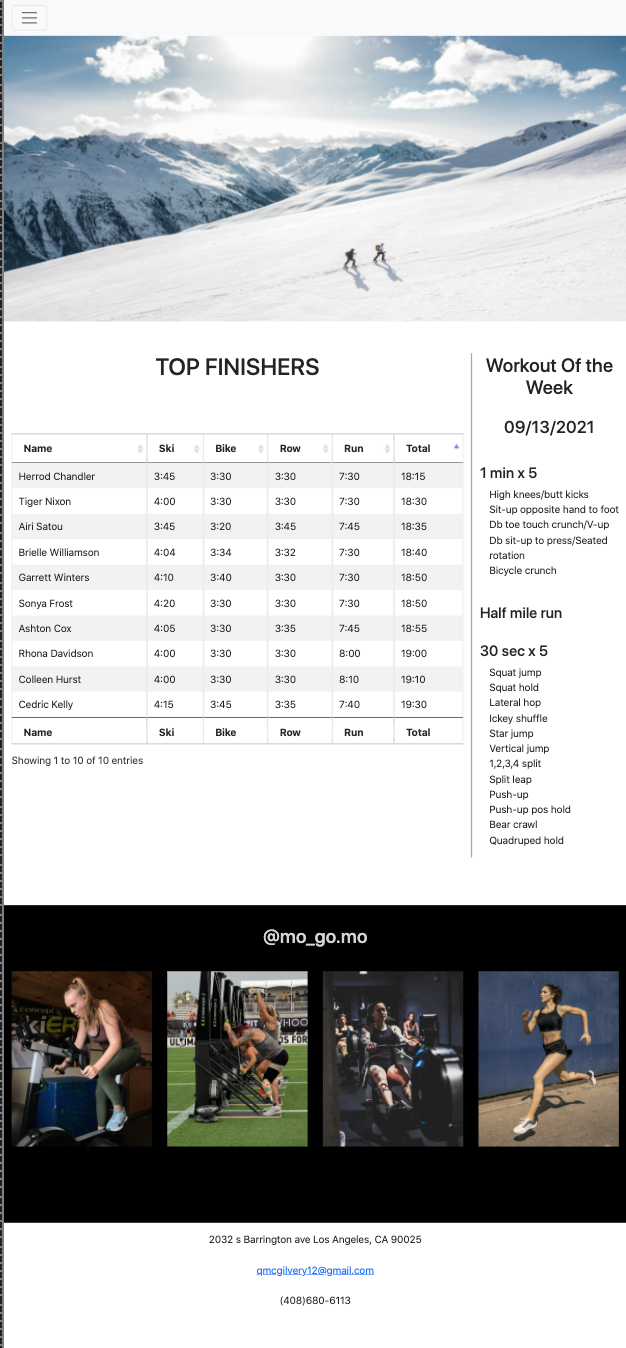 TOP FINISHERS
Name Ski Bike Row Run Total
Herrod Chandler 3:45 3:30 3:30 7:30 18:15
Tiger Nixon 4:00 3:30 3:30 7:30 18:30
Airi Satou 3:45 3:20 3:45 7:45 18:35
Brielle Williamson 4:04 3:34 3:32 7:30 18:40
Garrett Winters 4:10 3:40 3:30 7:30 18:50
Sonya Frost 4:20 3:30 3:30 7:30 18:50
Ashton Cox 4:05 3:30 3:35 7:45 18:55
Rhona Davidson 4:00 3:30 3:30 8:00 19:00
Colleen Hurst 4:00 3:30 3:30 8:10 19:10
Cedric Kelly 4:15 3:45 3:35 7:40 19:30
Name Ski Bike Row Run Total
Showing 1 to 10 of 10 entries
Workout Of the
Week
09/13/2021
1 min x 5
High knees/butt kicks
Sit-up opposite hand to foot
Db toe touch crunch/V-up
Db sit-up to press/Seated
rotation
Bicycle crunch
Half mile run
30 sec x 5
Squat jump
Squat hold
Lateral hop
Ickey shuffle
Star jump
Vertical jump
1,2,3,4 split
Split leap
Push-up
Push-up pos hold
Bear crawl
Quadruped hold
@mo_go.mo
2032 s Barrington ave Los Angeles, CA 90025
qmcgilvery12@gmail.com
(408)680-6113